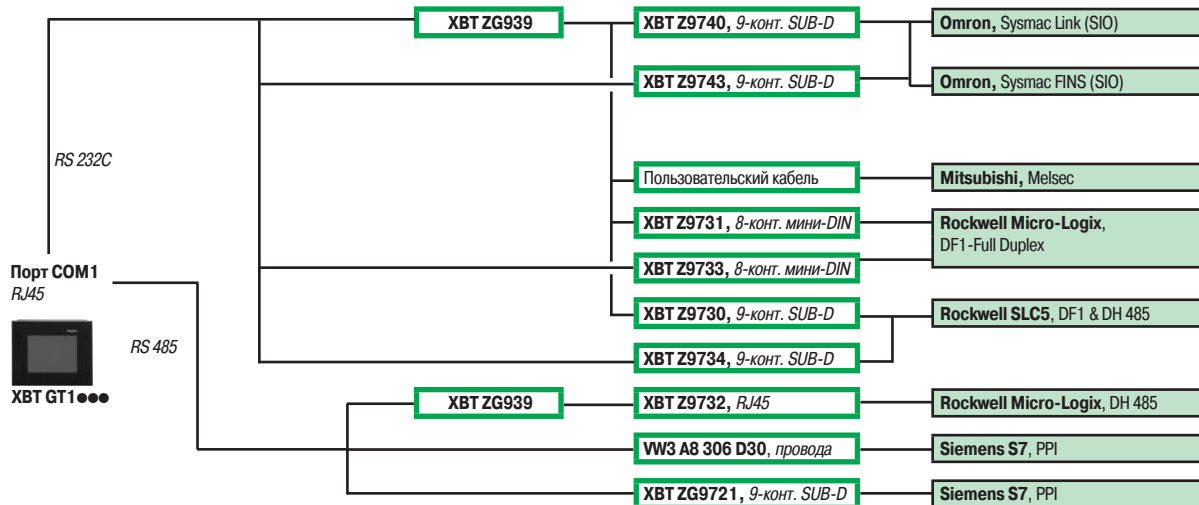 XBT ZG939
XBT Z9740, 9-конт. SUB-D
Omron, Sysmac Link (SIO)
XBT Z9743, 9-конт. SUB-D
Omron, Sysmac FINS (SIO)
RS 232C
Пользовательский кабель
Mitsubishi, Melsec
XBT Z9731, 8-конт. мини-DIN
Rockwell Micro-Logix,
DF1-Full Duplex
XBT Z9733, 8-конт. мини-DIN
Порт COM1
RJ45
XBT Z9730, 9-конт. SUB-D
Rockwell SLC5, DF1 & DH 485
RS 485
XBT Z9734, 9-конт. SUB-D
XBT GT1●●●
XBT ZG939
XBT Z9732, RJ45
Rockwell Micro-Logix, DH 485
VW3 A8 306 D30, провода
Siemens S7, PPI
XBT ZG9721, 9-конт. SUB-D
Siemens S7, PPI